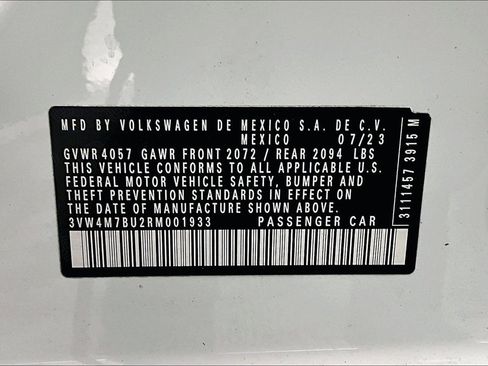 MFD BY VOLKSWAGEN DE MEXICO S.A. DE C.V.
MEXICO 07/23
GVWR 4057 GAWR FRONT 2072 / REAR 2094 LBS
THIS VEHICLE CONFORMS TO ALL APPLICABLE U.S.
FEDERAL MOTOR VEHICLE SAFETY, BUMPER AND
THEFT PREVENTION STANDARDS IN EFFECT ON
THE DATE OF MANUFACTURE SHOWN ABOVE.
3VW4M7BU2RM001933 PASSENGER CAR
3111457 3915 M